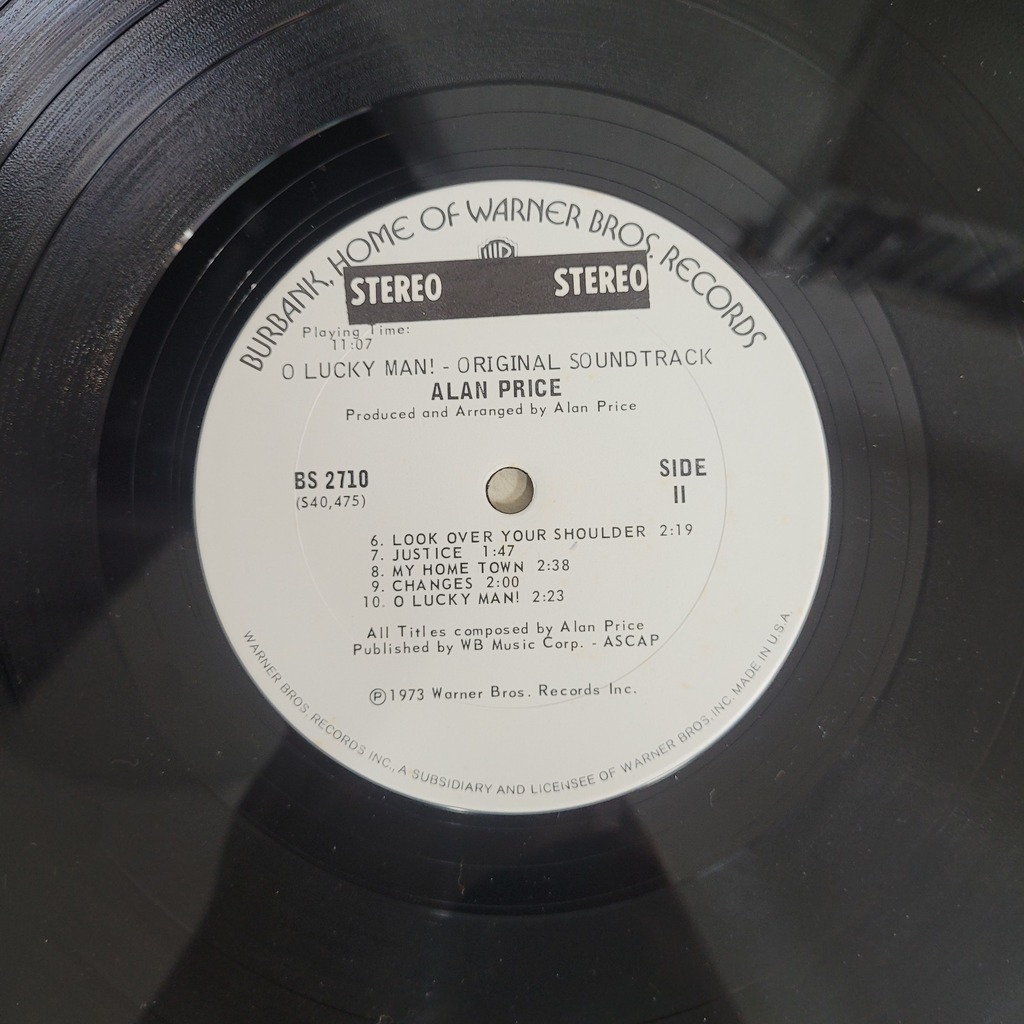 BURBANK, HOME OF WARNER BROS. RECORDS
STEREO STEREO
Playing Time:
11:07
O LUCKY MAN! - ORIGINAL SOUNDTRACK
ALAN PRICE
Produced and Arranged by Alan Price
BS 2710 SIDE
(S40,475) II
6. LOOK OVER YOUR SHOULDER 2:19
7. JUSTICE 1:47
8. MY HOME TOWN 2:38
9. CHANGES 2:00
10. O LUCKY MAN! 2:23
All Titles composed by Alan Price
Published by WB Music Corp. - ASCAP
Ⓟ1973 Warner Bros. Records Inc.
WARNER BROS. RECORDS INC., A SUBSIDIARY AND LICENSEE OF WARNER BROS. INC. MADE IN U.S.A.